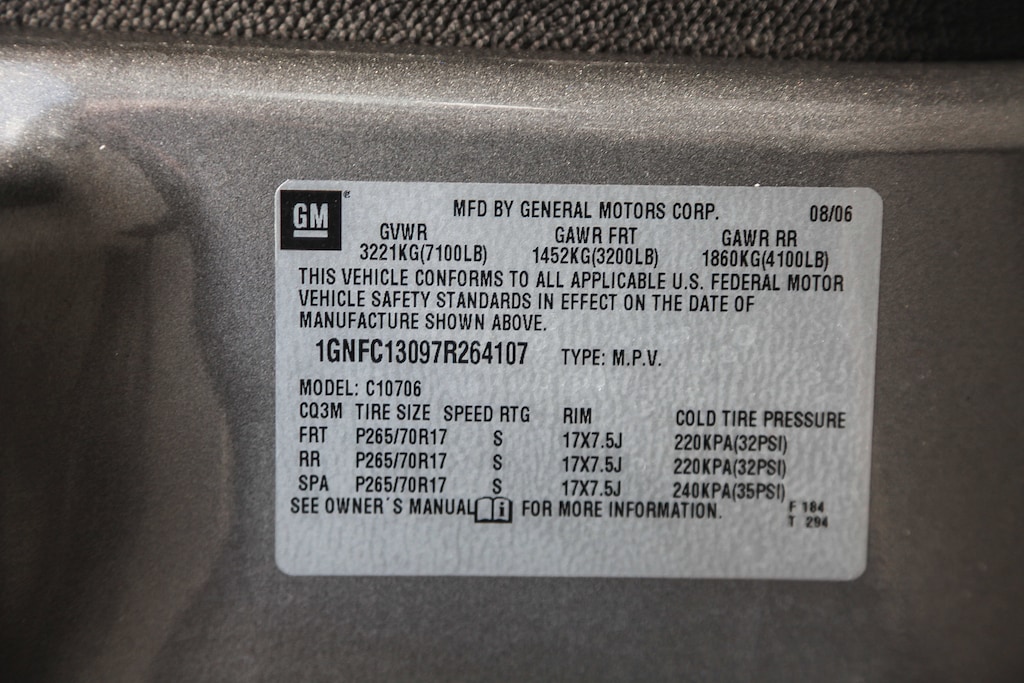 GM® MFD BY GENERAL MOTORS CORP. 08/06
GVWR GAWR FRT GAWR RR
3221KG(7100LB) 1452KG(3200LB) 1860KG(4100LB)
THIS VEHICLE CONFORMS TO ALL APPLICABLE U.S. FEDERAL MOTOR
VEHICLE SAFETY STANDARDS IN EFFECT ON THE DATE OF
MANUFACTURE SHOWN ABOVE.
1GNFC13097R264107 TYPE: M.P.V.
MODEL: C10706
CQ3M TIRE SIZE SPEED RTG RIM COLD TIRE PRESSURE
FRT P265/70R17 S 17X7.5J 220KPA(32PSI)
RR P265/70R17 S 17X7.5J 220KPA(32PSI)
SPA P265/70R17 S 17X7.5J 240KPA(35PSI)
SEE OWNER'S MANUAL i FOR MORE INFORMATION. F 184
T 294